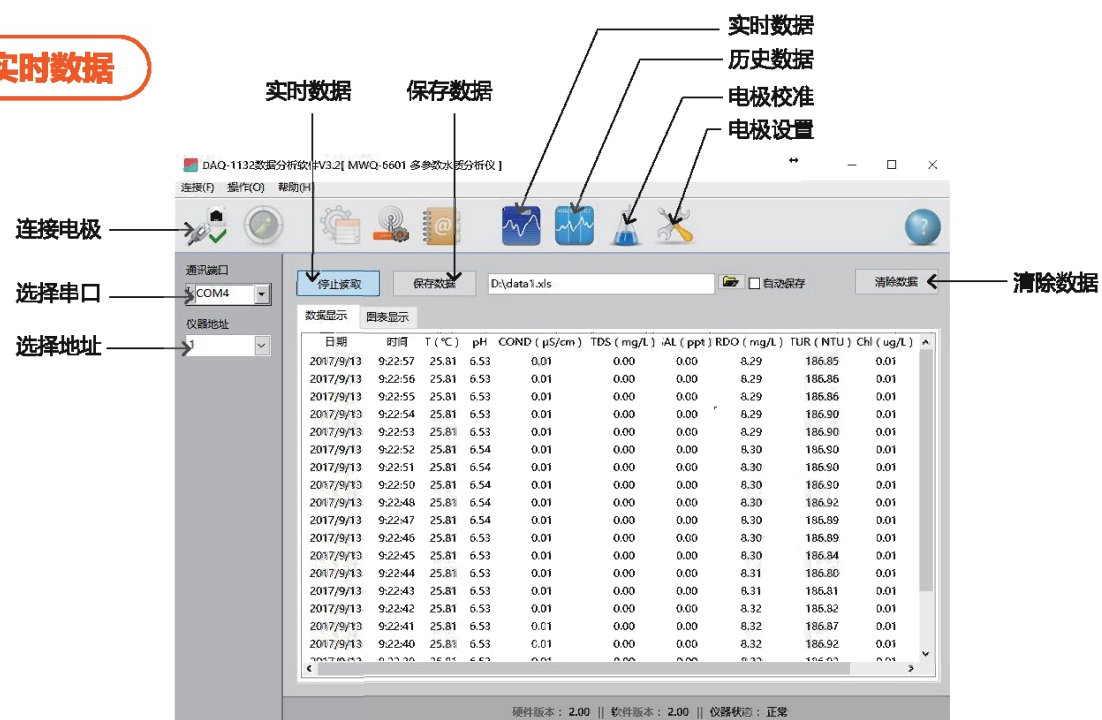 实时数据
实时数据
历史数据
电极校准
电极设置
实时数据 保存数据
DAQ-1132数据分析软件V3.2[ MWQ-6601 多参数水质分析仪 ]
连接(F) 操作(O) 帮助(H)
连接电极
通讯端口
选择串口
COM4
停止读取 保存数据 D:\data1.xls 自动保存 清除数据
清除数据
仪器地址
选择地址
1
数据显示 图表显示
日期 时间 T ( ℃ ) pH COND ( µS/cm ) TDS ( mg/L ) SAL ( ppt ) RDO ( mg/L ) TUR ( NTU ) Chl ( ug/L )
2017/9/13 9:22:57 25.81 6.53 0.01 0.00 0.00 8.29 186.85 0.01
2017/9/13 9:22:56 25.81 6.53 0.01 0.00 0.00 8.29 186.86 0.01
2017/9/13 9:22:55 25.81 6.53 0.01 0.00 0.00 8.29 186.86 0.01
2017/9/13 9:22:54 25.81 6.53 0.01 0.00 0.00 8.29 186.90 0.01
2017/9/13 9:22:53 25.81 6.53 0.01 0.00 0.00 8.29 186.90 0.01
2017/9/13 9:22:52 25.81 6.54 0.01 0.00 0.00 8.30 186.90 0.01
2017/9/13 9:22:51 25.81 6.54 0.01 0.00 0.00 8.30 186.90 0.01
2017/9/13 9:22:50 25.81 6.54 0.01 0.00 0.00 8.30 186.90 0.01
2017/9/13 9:22:48 25.81 6.54 0.01 0.00 0.00 8.30 186.92 0.01
2017/9/13 9:22:47 25.81 6.54 0.01 0.00 0.00 8.30 186.89 0.01
2017/9/13 9:22:46 25.81 6.53 0.01 0.00 0.00 8.30 186.89 0.01
2017/9/13 9:22:45 25.81 6.53 0.01 0.00 0.00 8.30 186.84 0.01
2017/9/13 9:22:44 25.81 6.53 0.01 0.00 0.00 8.31 186.80 0.01
2017/9/13 9:22:43 25.81 6.53 0.01 0.00 0.00 8.31 186.81 0.01
2017/9/13 9:22:42 25.81 6.53 0.01 0.00 0.00 8.32 186.82 0.01
2017/9/13 9:22:41 25.81 6.53 0.01 0.00 0.00 8.32 186.87 0.01
2017/9/13 9:22:40 25.81 6.53 0.01 0.00 0.00 8.32 186.92 0.01
硬件版本： 2.00 || 软件版本： 2.00 || 仪器状态： 正常